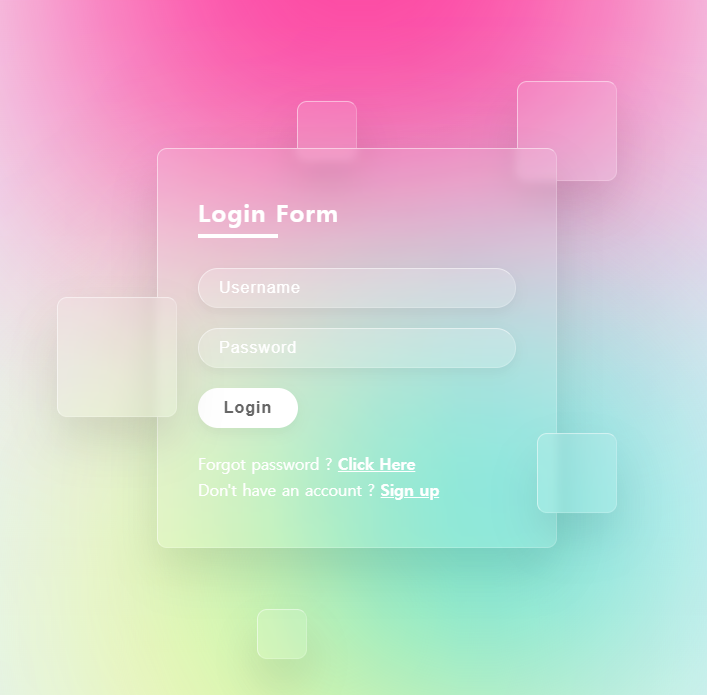 Login Form
Username
Password
Login
Forgot password ? Click Here
Don't have an account ? Sign up